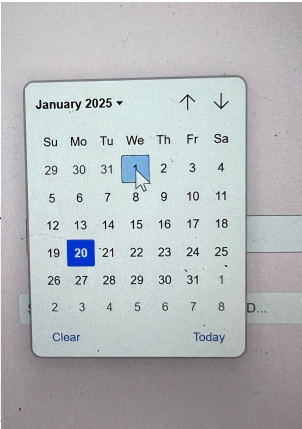 January 2025
Su Mo Tu We Th Fr Sa
29 30 31 1 2 3 4
5 6 7 8 9 10 11
12 13 14 15 16 17 18
19 20 21 22 23 24 25
26 27 28 29 30 31 1
2 3 4 5 6 7 8
D...
Clear Today